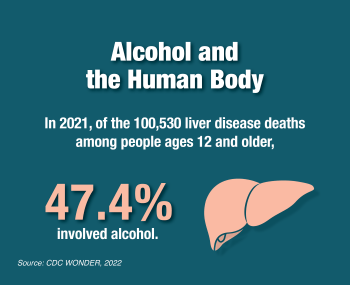 Alcohol and
the Human Body
In 2021, of the 100,530 liver disease deaths
among people ages 12 and older,
47.4%
involved alcohol.
Source: CDC WONDER, 2022